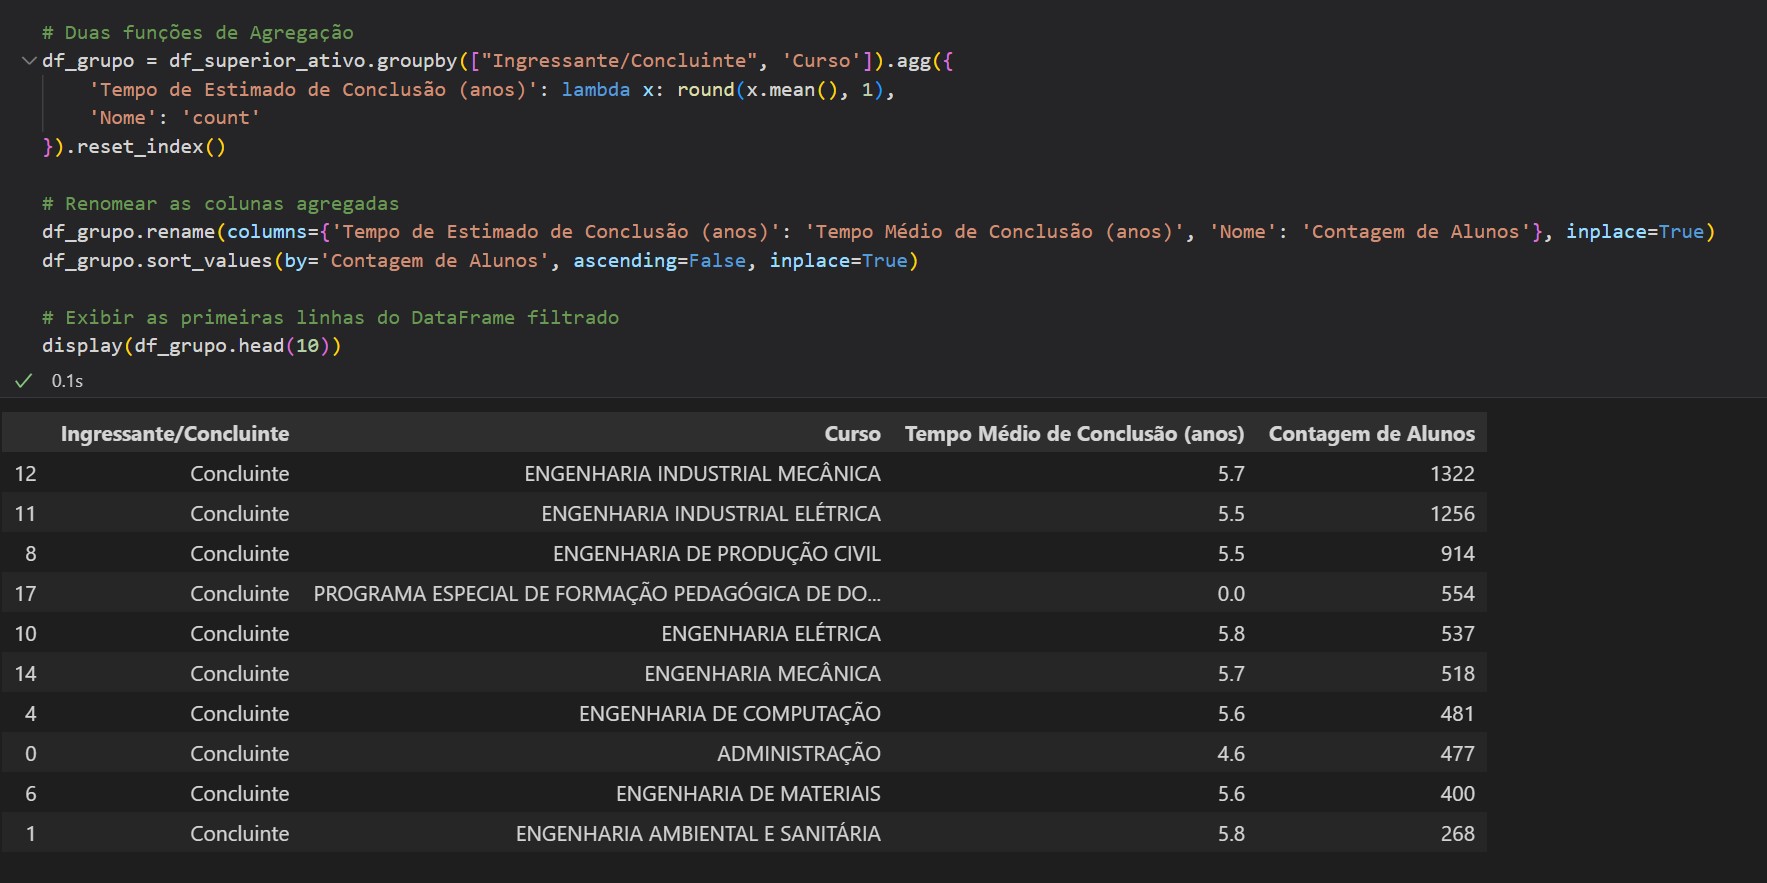 # Duas funções de Agregação
df_grupo = df_superior_ativo.groupby(["Ingressante/Concluinte", 'Curso']).agg({
    'Tempo de Estimado de Conclusão (anos)': lambda x: round(x.mean(), 1),
    'Nome': 'count'
}).reset_index()
# Renomear as colunas agregadas
df_grupo.rename(columns={'Tempo de Estimado de Conclusão (anos)': 'Tempo Médio de Conclusão (anos)', 'Nome': 'Contagem de Alunos'}, inplace=True)
df_grupo.sort_values(by='Contagem de Alunos', ascending=False, inplace=True)
# Exibir as primeiras linhas do DataFrame filtrado
display(df_grupo.head(10))
0.1s
Ingressante/Concluinte Curso Tempo Médio de Conclusão (anos) Contagem de Alunos
12 Concluinte ENGENHARIA INDUSTRIAL MECÂNICA 5.7 1322
11 Concluinte ENGENHARIA INDUSTRIAL ELÉTRICA 5.5 1256
8 Concluinte ENGENHARIA DE PRODUÇÃO CIVIL 5.5 914
17 Concluinte PROGRAMA ESPECIAL DE FORMAÇÃO PEDAGÓGICA DE DO... 0.0 554
10 Concluinte ENGENHARIA ELÉTRICA 5.8 537
14 Concluinte ENGENHARIA MECÂNICA 5.7 518
4 Concluinte ENGENHARIA DE COMPUTAÇÃO 5.6 481
0 Concluinte ADMINISTRAÇÃO 4.6 477
6 Concluinte ENGENHARIA DE MATERIAIS 5.6 400
1 Concluinte ENGENHARIA AMBIENTAL E SANITÁRIA 5.8 268